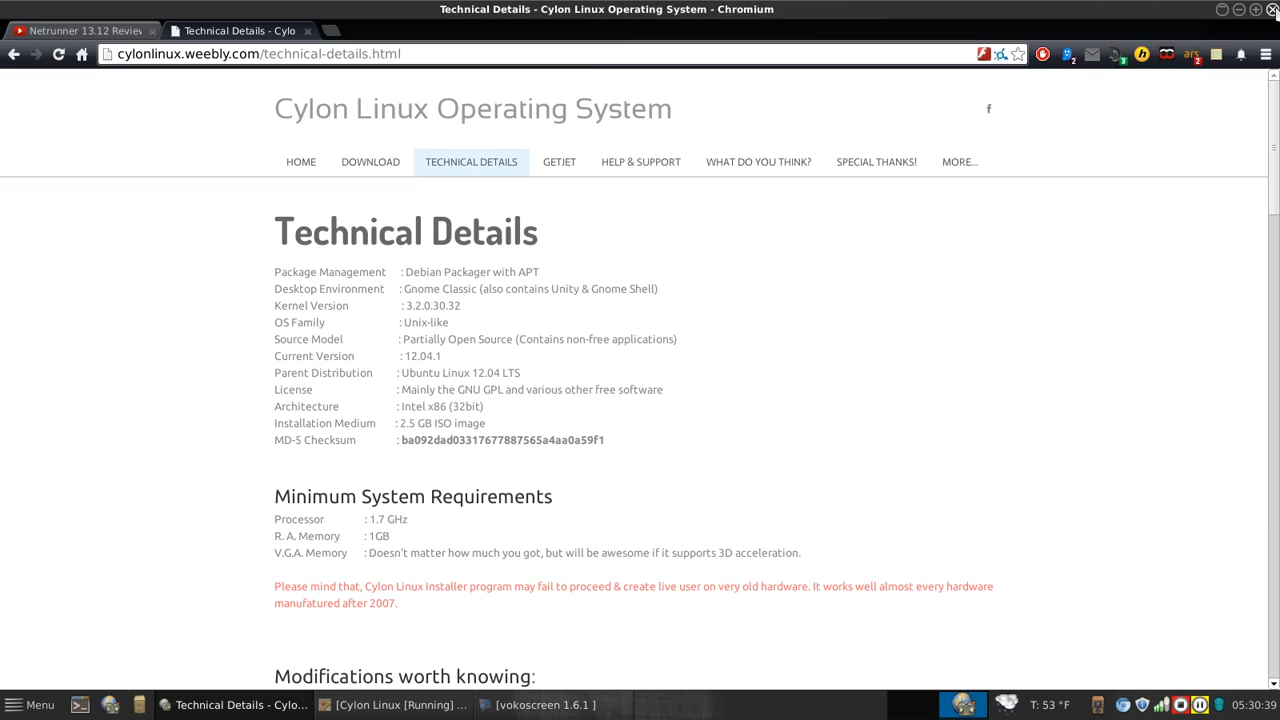 Technical Details - Cylon Linux Operating System - Chromium
Netrunner 13.12 Review
Technical Details - Cylo
cylonlinux.weebly.com/technical-details.html
Cylon Linux Operating System
HOME DOWNLOAD TECHNICAL DETAILS GETJET HELP & SUPPORT WHAT DO YOU THINK? SPECIAL THANKS! MORE...
Technical Details
Package Management : Debian Packager with APT
Desktop Environment : Gnome Classic (also contains Unity & Gnome Shell)
Kernel Version : 3.2.0.30.32
OS Family : Unix-like
Source Model : Partially Open Source (Contains non-free applications)
Current Version : 12.04.1
Parent Distribution : Ubuntu Linux 12.04 LTS
License : Mainly the GNU GPL and various other free software
Architecture : Intel x86 (32bit)
Installation Medium : 2.5 GB ISO image
MD-5 Checksum : ba092dad03317677887565a4aa0a59f1
Minimum System Requirements
Processor : 1.7 GHz
R. A. Memory : 1GB
V.G.A. Memory : Doesn't matter how much you got, but will be awesome if it supports 3D acceleration.
Please mind that, Cylon Linux Installer program may fail to proceed & create live user on very old hardware. It works well almost every hardware
manufatured after 2007.
Modifications worth knowing:
Menu Technical Details - Cylo... [Cylon Linux [Running] ... [vokoscreen 1.6.1 ] T: 53 °F 05:30:39